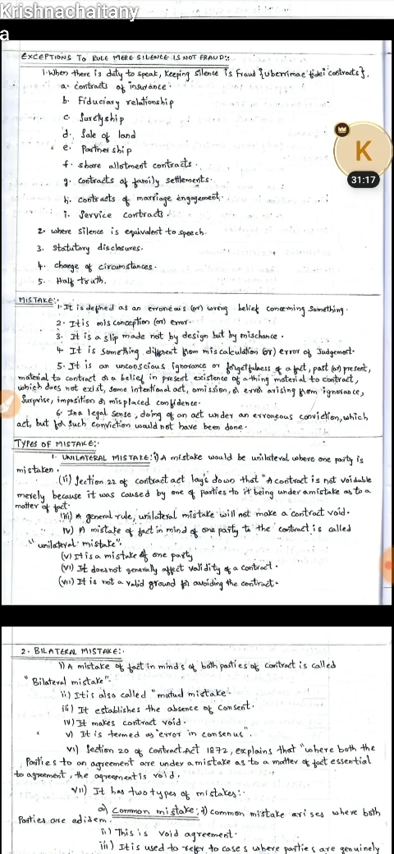 Krishnachaitany
a
EXCEPTIONS TO RULE MERE SILENCE IS NOT FRAUD:-
1. When there is duty to speak, keeping silence is fraud {uberrimae fidei contracts}.
a. contracts of insurance.
b. Fiduciary relationship
c. Suretyship
d. Sale of land
e. Partnership
f. share allotment contracts.
g. contracts of family settlements.
h. contracts of marriage engagement.
i. Service contracts.
2. where silence is equivalent to speech.
3. Statutory disclosures.
4. change of circumstances.
5. Half truth.
K
31:17
MISTAKE:-
1. It is defined as an erroneous (or) wrong belief concerning something.
2. It is misconception (or) error.
3. It is a slip made not by design but by mischance.
4. It is something different from miscalculation (or) error of Judgement.
5. It is an unconscious ignorance or forgetfulness of a fact, past (or) present,
material to contract or a belief in present existence of a thing material to contract,
which does not exist, some intentional act, omission, or error arising from ignorance,
surprise, imposition or misplaced confidence.
6. In a legal sense, doing of an act under an erroneous conviction, which
act, but for such conviction would not have been done.
TYPES OF MISTAKE:-
1. UNILATERAL MISTAKE: i) A mistake would be unilateral where one party is
mistaken.
(ii) Section 22 of contract act lays down that "A contract is not voidable
merely because it was caused by one of parties to it being under a mistake as to a
matter of fact.
iii) A general rule, unilateral mistake will not make a contract void.
iv) A mistake of fact in mind of one party to the contract is called
"unilateral mistake".
(v) It is a mistake of one party
(vi) It does not generally affect validity of a contract.
(vii) It is not a valid ground for avoiding the contract.
2. BILATERAL MISTAKE:-
i) A mistake of fact in minds of both parties of contract is called
"Bilateral mistake".
ii) It is also called "mutual mistake.
iii) It establishes the absence of consent.
iv) It makes contract void.
v) It is termed as "error in consensus".
vi) Section 20 of contract Act 1872, explains that "where both the
Parties to an agreement are under a mistake as to a matter of fact essential
to agreement, the agreement is void.
vii) It has two types of mistakes:-
a) common mistake: i) common mistake arises where both
Parties are adidem.
ii) This is void agreement.
iii) It is used to refer to cases where parties are genuinely